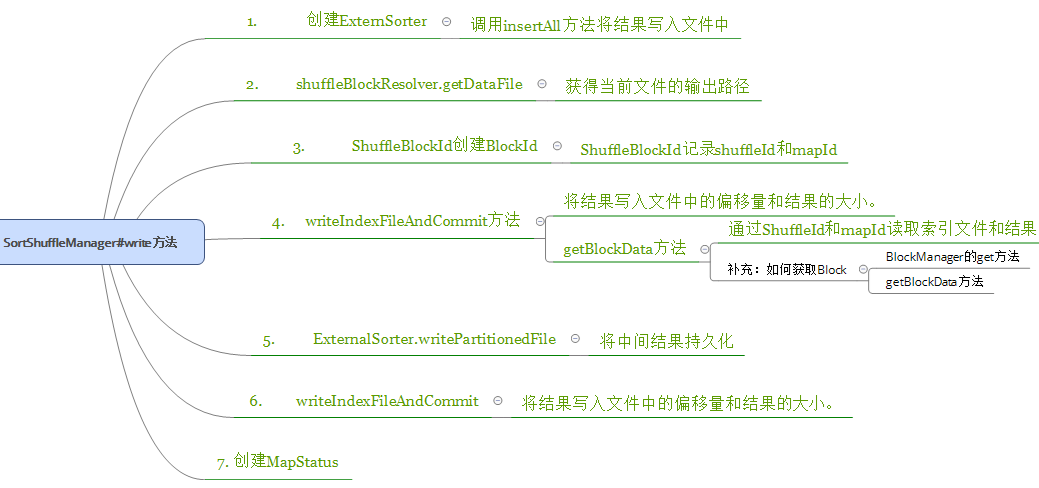 SortShuffleManager#write方法
1. 创建ExternSorter
调用insertAll方法将结果写入文件中
2. shuffleBlockResolver.getDataFile
获得当前文件的输出路径
3. ShuffleBlockId创建BlockId
ShuffleBlockId记录shuffleId和mapId
4. writeIndexFileAndCommit方法
将结果写入文件中的偏移量和结果的大小。
getBlockData方法
通过ShuffleId和mapId读取索引文件和结果
补充：如何获取Block
BlockManager的get方法
getBlockData方法
5. ExternalSorter.writePartitionedFile
将中间结果持久化
6. writeIndexFileAndCommit
将结果写入文件中的偏移量和结果的大小。
7. 创建MapStatus